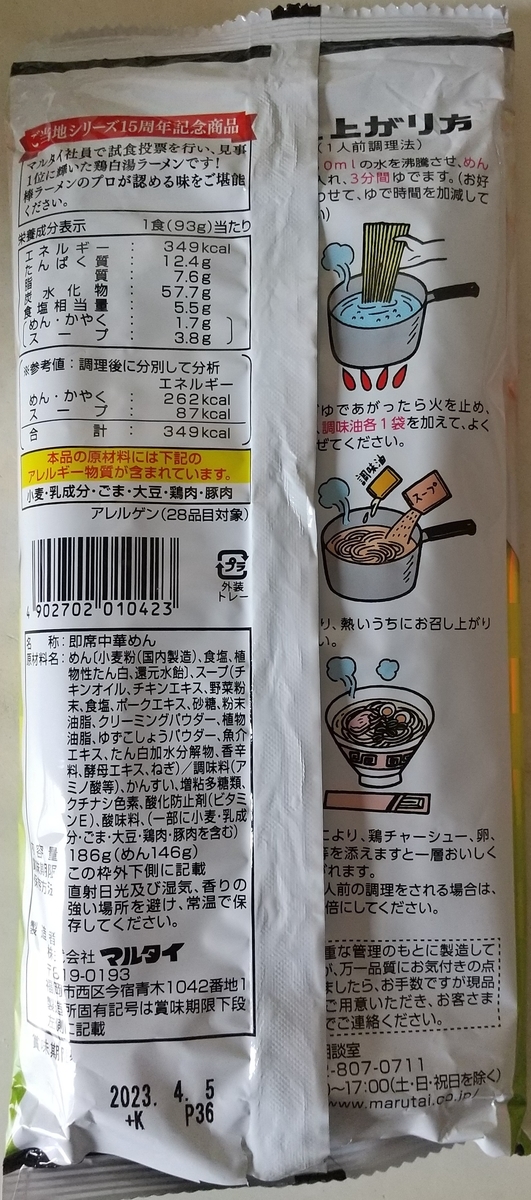 ご当地シリーズ15周年記念商品
マルタイ社員で試食投票を行い、見事
1位に輝いた鶏白湯ラーメンです!
棒ラーメンのプロが認める味をご堪能
ください。
栄養成分表示 1食(93g)当たり
エネルギー : 349kcal
たんぱく質 : 12.4g
脂質 : 7.6g
炭水化物 : 57.7g
食塩相当量 : 5.5g
(めん・かやく : 1.7g)
(スープ : 3.8g)
※参考値:調理後に分別して分析
エネルギー
めん・かやく : 262kcal
スープ : 87kcal
合計 : 349kcal
本品の原材料には下記の
アレルギー物質が含まれています。
小麦・乳成分・ごま・大豆・鶏肉・豚肉
アレルゲン(28品目対象)
プラ
外装
トレー
4 902702 010423
名称:即席中華めん
原材料名:めん〔小麦粉(国内製造)、食塩、植
物性たん白、還元水飴〕、スープ(チ
キンオイル、チキンエキス、野菜粉
末、食塩、ポークエキス、砂糖、粉末
油脂、クリーミングパウダー、植物
油脂、ゆずこしょうパウダー、魚介
エキス、たん白加水分解物、香辛
料、酵母エキス、ねぎ)/調味料(ア
ミノ酸等)、かんすい、増粘多糖類、
クチナシ色素、酸化防止剤(ビタミ
ンE)、酸味料、(一部に小麦・乳成
分・ごま・大豆・鶏肉・豚肉を含む)
186g(めん146g)
この枠外下側に記載
直射日光及び湿気、香りの
強い場所を避け、常温で保
存してください。
製造者
会社 マルタイ
19-0193
市西区今宿青木1042番地1
所固有記号は賞味期限下段
に記載
2023. 4. 5
+K P36
上がり方
(1人前調理法)
0mlの水を沸騰させ、めん
入れ、3分間ゆでます。(お好
わせて、ゆで時間を加減して
い)
ゆであがったら火を止め、
調味油各1袋を加えて、よく
ぜてください。
調味油
スープ
り、熱いうちにお召し上がり
い。
により、鶏チャーシュー、卵、
等を添えますと一層おいしく
れます。
人前の調理をされる場合は、
倍にしてください。
重な管理のもとに製造して
が、万一品質にお気付きの点
ましたら、お手数ですが現品
ご用意いただき、お客さま
でご連絡ください。
談室
-807-0711
〜17:00(土・日・祝日を除く)
www.marutai.co.jp/